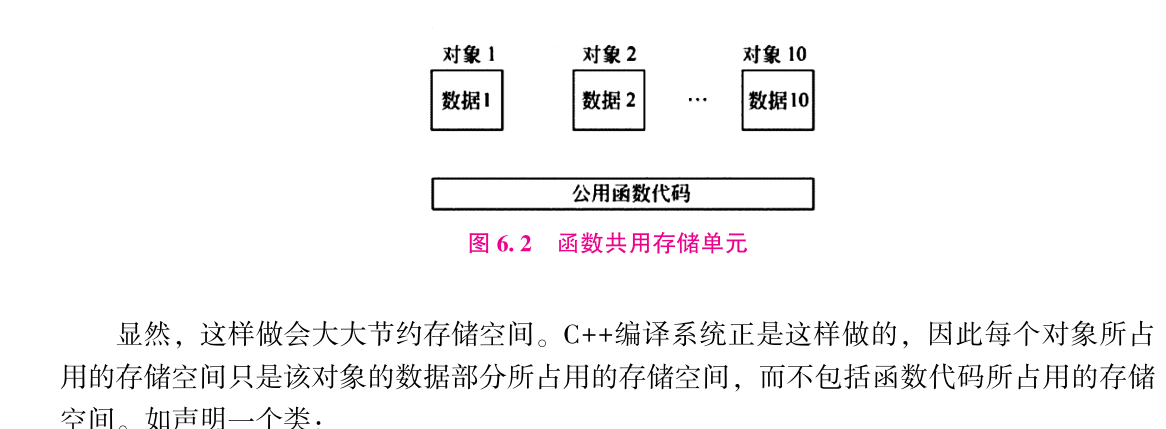 对象 1 对象 2 对象 10
数据1 数据 2 … 数据10
公用函数代码
图 6.2 函数共用存储单元
显然，这样做会大大节约存储空间。C++编译系统正是这样做的，因此每个对象所占
用的存储空间只是该对象的数据部分所占用的存储空间，而不包括函数代码所占用的存储
空间。如声明一个类：